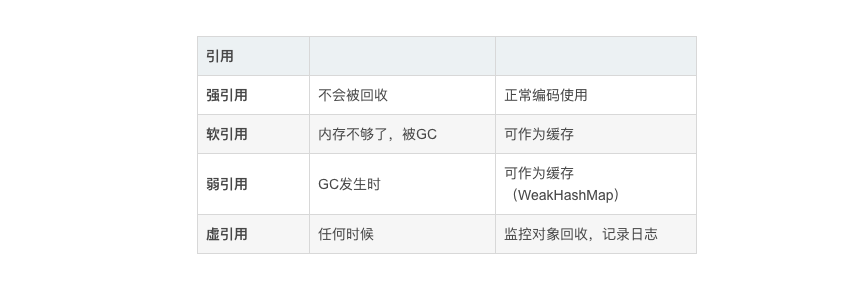 引用
强引用 不会被回收 正常编码使用
软引用 内存不够了，被GC 可作为缓存
弱引用 GC发生时 可作为缓存
（WeakHashMap）
虚引用 任何时候 监控对象回收，记录日志